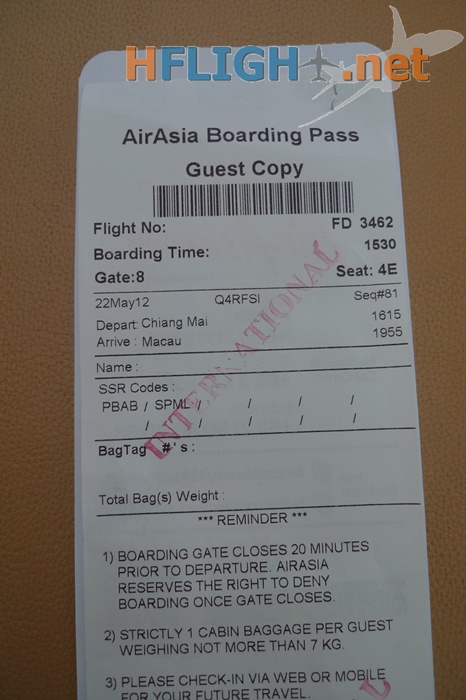 HFLIGHT.net
AirAsia Boarding Pass
Guest Copy
Flight No: FD 3462
Boarding Time: 1530
Gate:8 Seat: 4E
22May12 Q4RFSI Seq#81
Depart: Chiang Mai 1615
Arrive : Macau 1955
Name :
SSR Codes :
PBAB / SPML / / / /
/ / / / /
BagTag #'s :
INTERNATIONAL
Total Bag(s) Weight :
*** REMINDER ***
1) BOARDING GATE CLOSES 20 MINUTES
PRIOR TO DEPARTURE. AIRASIA
RESERVES THE RIGHT TO DENY
BOARDING ONCE GATE CLOSES.
2) STRICTLY 1 CABIN BAGGAGE PER GUEST
WEIGHING NOT MORE THAN 7 KG.
3) PLEASE CHECK-IN VIA WEB OR MOBILE
FOR YOUR FUTURE TRAVEL.